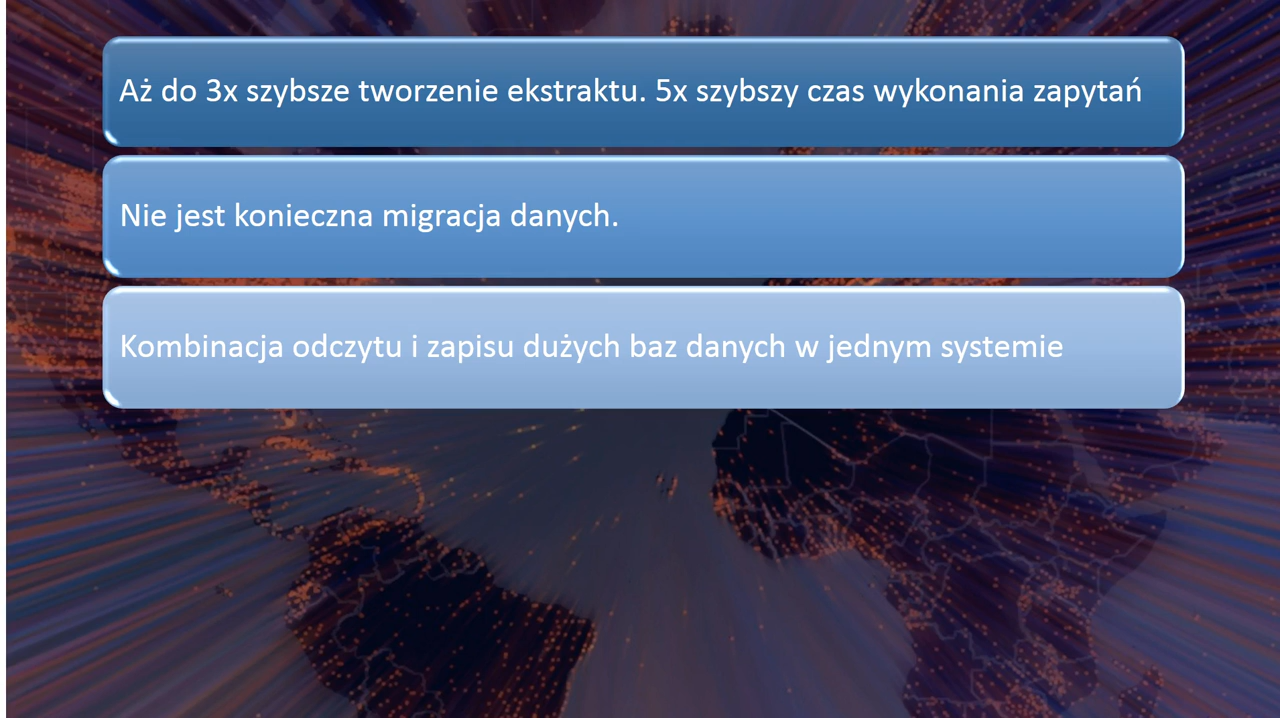 Aż do 3x szybsze tworzenie ekstraktu. 5x szybszy czas wykonania zapytań
Nie jest konieczna migracja danych.
Kombinacja odczytu i zapisu dużych baz danych w jednym systemie